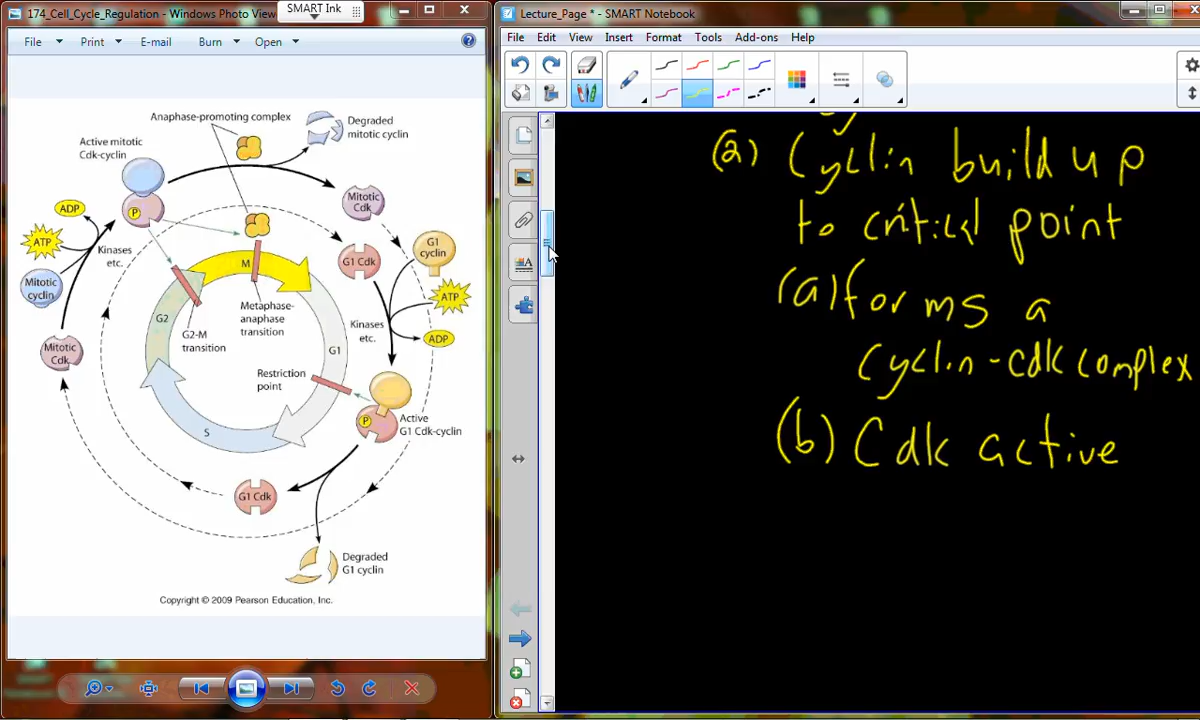 174_Cell_Cycle_Regulation - Windows Photo View
SMART Ink
File Print E-mail Burn Open
Anaphase-promoting complex
Degraded
mitotic cyclin
Active mitotic
Cdk-cyclin
P
ADP
ATP
Kinases
etc.
Mitotic
cyclin
Mitotic
Cdk
Mitotic
Cdk
G1 Cdk
G1
cyclin
ATP
Kinases
etc.
ADP
M
G2
G1
S
Metaphase-
anaphase
transition
G2-M
transition
Restriction
point
P
Active
G1 Cdk-cyclin
G1 Cdk
Degraded
G1 cyclin
Copyright © 2009 Pearson Education, Inc.
Lecture_Page * - SMART Notebook
File Edit View Insert Format Tools Add-ons Help
(2) Cyclin build up
to critical point
(a) forms a
cyclin-cdk complex
(b) Cdk active